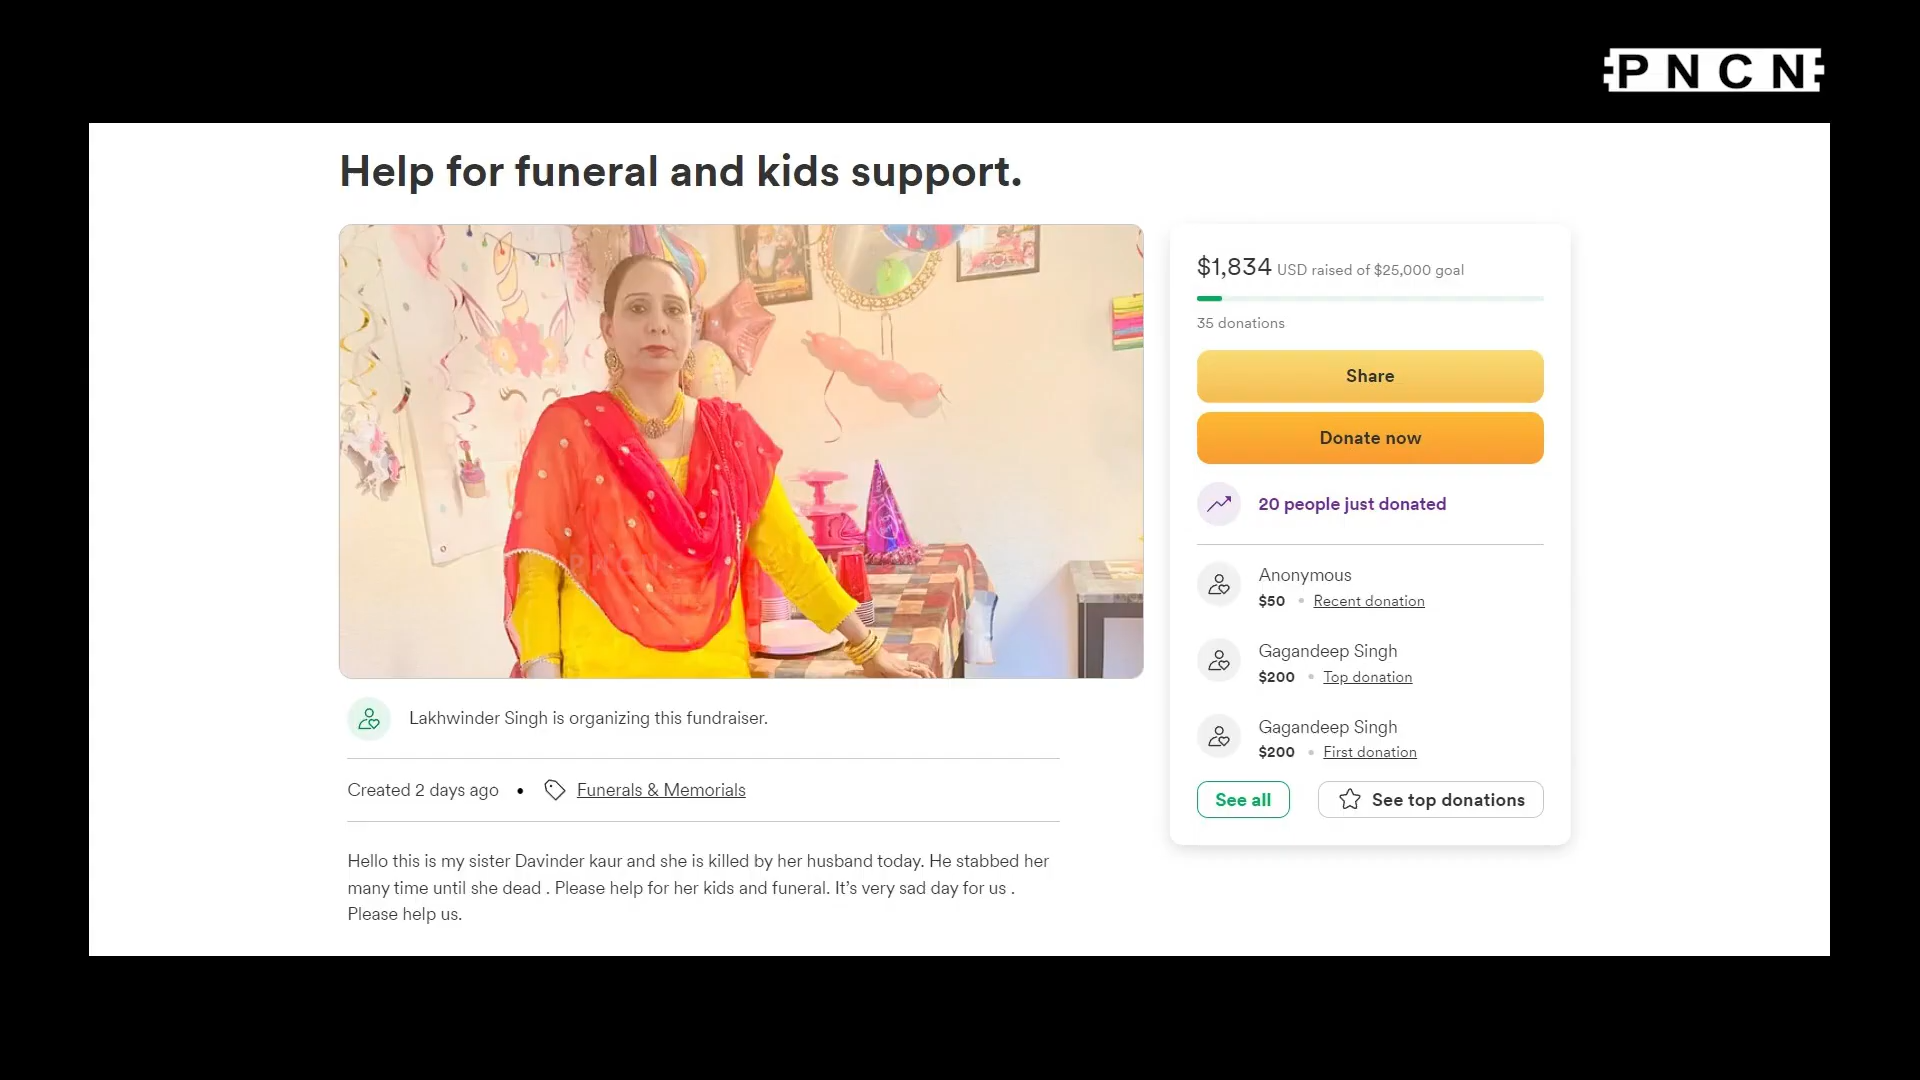 PNCN
Help for funeral and kids support.
$1,834 USD raised of $25,000 goal
35 donations
Share
Donate now
20 people just donated
Anonymous
$50 • Recent donation
Gagandeep Singh
$200 • Top donation
Gagandeep Singh
$200 • First donation
See all
See top donations
Lakhwinder Singh is organizing this fundraiser.
Created 2 days ago • Funerals & Memorials
Hello this is my sister Davinder kaur and she is killed by her husband today. He stabbed her
many time until she dead . Please help for her kids and funeral. It’s very sad day for us .
Please help us.